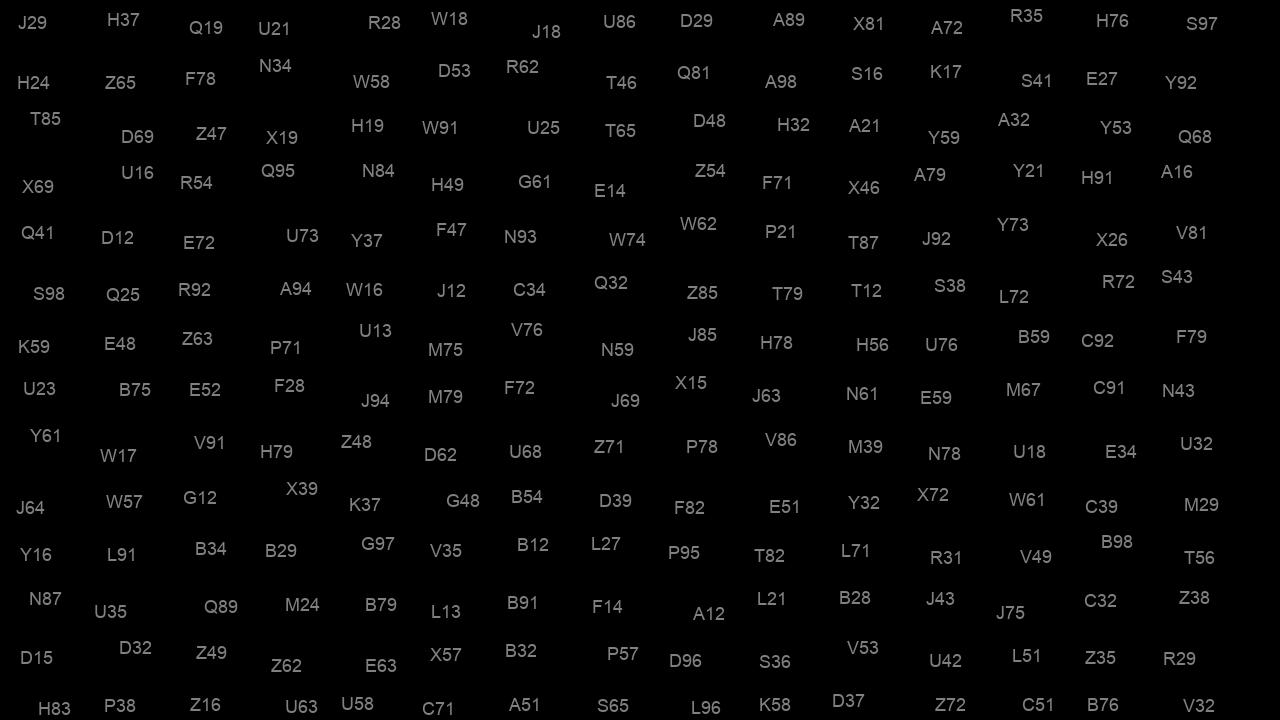 J29 H37 Q19 U21 R28 W18 J18 U86 D29 A89 X81 A72 R35 H76 S97
H24 Z65 F78 N34 W58 D53 R62 T46 Q81 A98 S16 K17 S41 E27 Y92
T85 D69 Z47 X19 H19 W91 U25 T65 D48 H32 A21 Y59 A32 Y53 Q68
X69 U16 R54 Q95 N84 H49 G61 E14 Z54 F71 X46 A79 Y21 H91 A16
Q41 D12 E72 U73 Y37 F47 N93 W74 W62 P21 T87 J92 Y73 X26 V81
S98 Q25 R92 A94 W16 J12 C34 Q32 Z85 T79 T12 S38 L72 R72 S43
K59 E48 Z63 P71 U13 M75 V76 N59 J85 H78 H56 U76 B59 C92 F79
U23 B75 E52 F28 J94 M79 F72 J69 X15 J63 N61 E59 M67 C91 N43
Y61 W17 V91 H79 Z48 D62 U68 Z71 P78 V86 M39 N78 U18 E34 U32
J64 W57 G12 X39 K37 G48 B54 D39 F82 E51 Y32 X72 W61 C39 M29
Y16 L91 B34 B29 G97 V35 B12 L27 P95 T82 L71 R31 V49 B98 T56
N87 U35 Q89 M24 B79 L13 B91 F14 A12 L21 B28 J43 J75 C32 Z38
D15 D32 Z49 Z62 E63 X57 B32 P57 D96 S36 V53 U42 L51 Z35 R29
H83 P38 Z16 U63 U58 C71 A51 S65 L96 K58 D37 Z72 C51 B76 V32